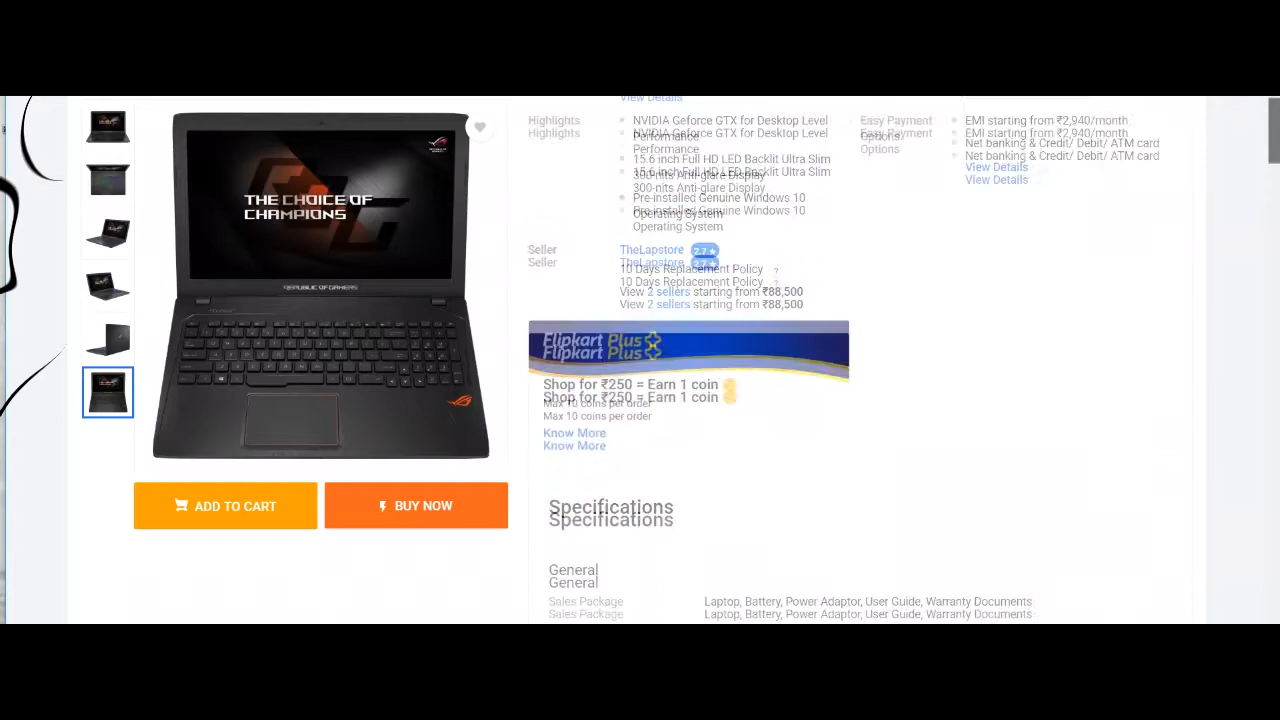 View Details
Highlights
NVIDIA Geforce GTX for Desktop Level
Performance
15.6 inch Full HD LED Backlit Ultra Slim
300-nits Anti-glare Display
Pre-installed Genuine Windows 10
Operating System
Easy Payment
Options
EMI starting from ₹2,940/month
Net banking & Credit/ Debit/ ATM card
View Details
Seller
TheLapstore 2.7 ★
10 Days Replacement Policy ?
View 2 sellers starting from ₹88,500
THE CHOICE OF
CHAMPIONS
REPUBLIC OF GAMERS
Flipkart Plus
Shop for ₹250 = Earn 1 coin
Max 10 coins per order
Know More
ADD TO CART
BUY NOW
Specifications
General
Sales Package
Laptop, Battery, Power Adaptor, User Guide, Warranty Documents